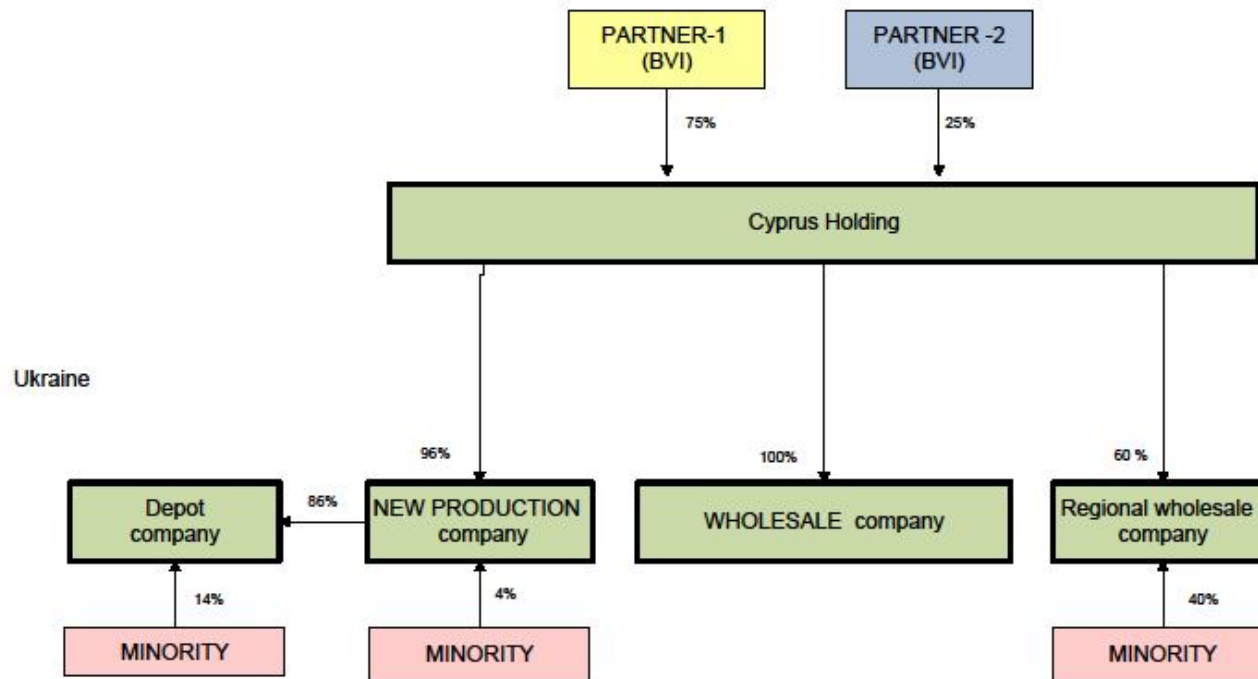 PARTNER-1
(BVI)
PARTNER -2
(BVI)
75%
25%
Cyprus Holding
Ukraine
96%
100%
60 %
Depot
company
86%
NEW PRODUCTION
company
WHOLESALE company
Regional wholesale
company
14%
4%
40%
MINORITY
MINORITY
MINORITY